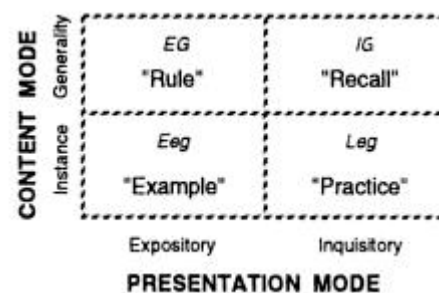 CONTENT MODE
Generality
Instance
EG
"Rule"
IG
"Recall"
Eeg
"Example"
Leg
"Practice"
Expository
Inquisitory
PRESENTATION MODE